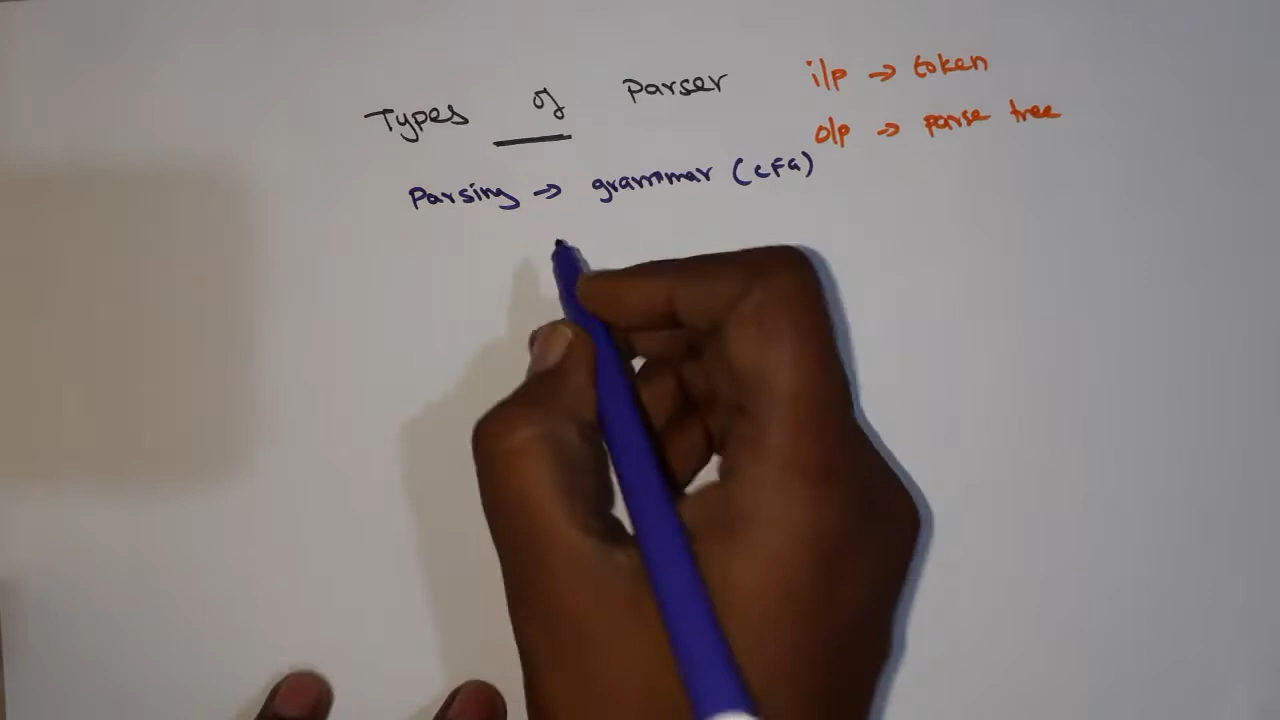 Types of Parser
i/p → token
o/p → parse tree
Parsing → grammar (CFG)